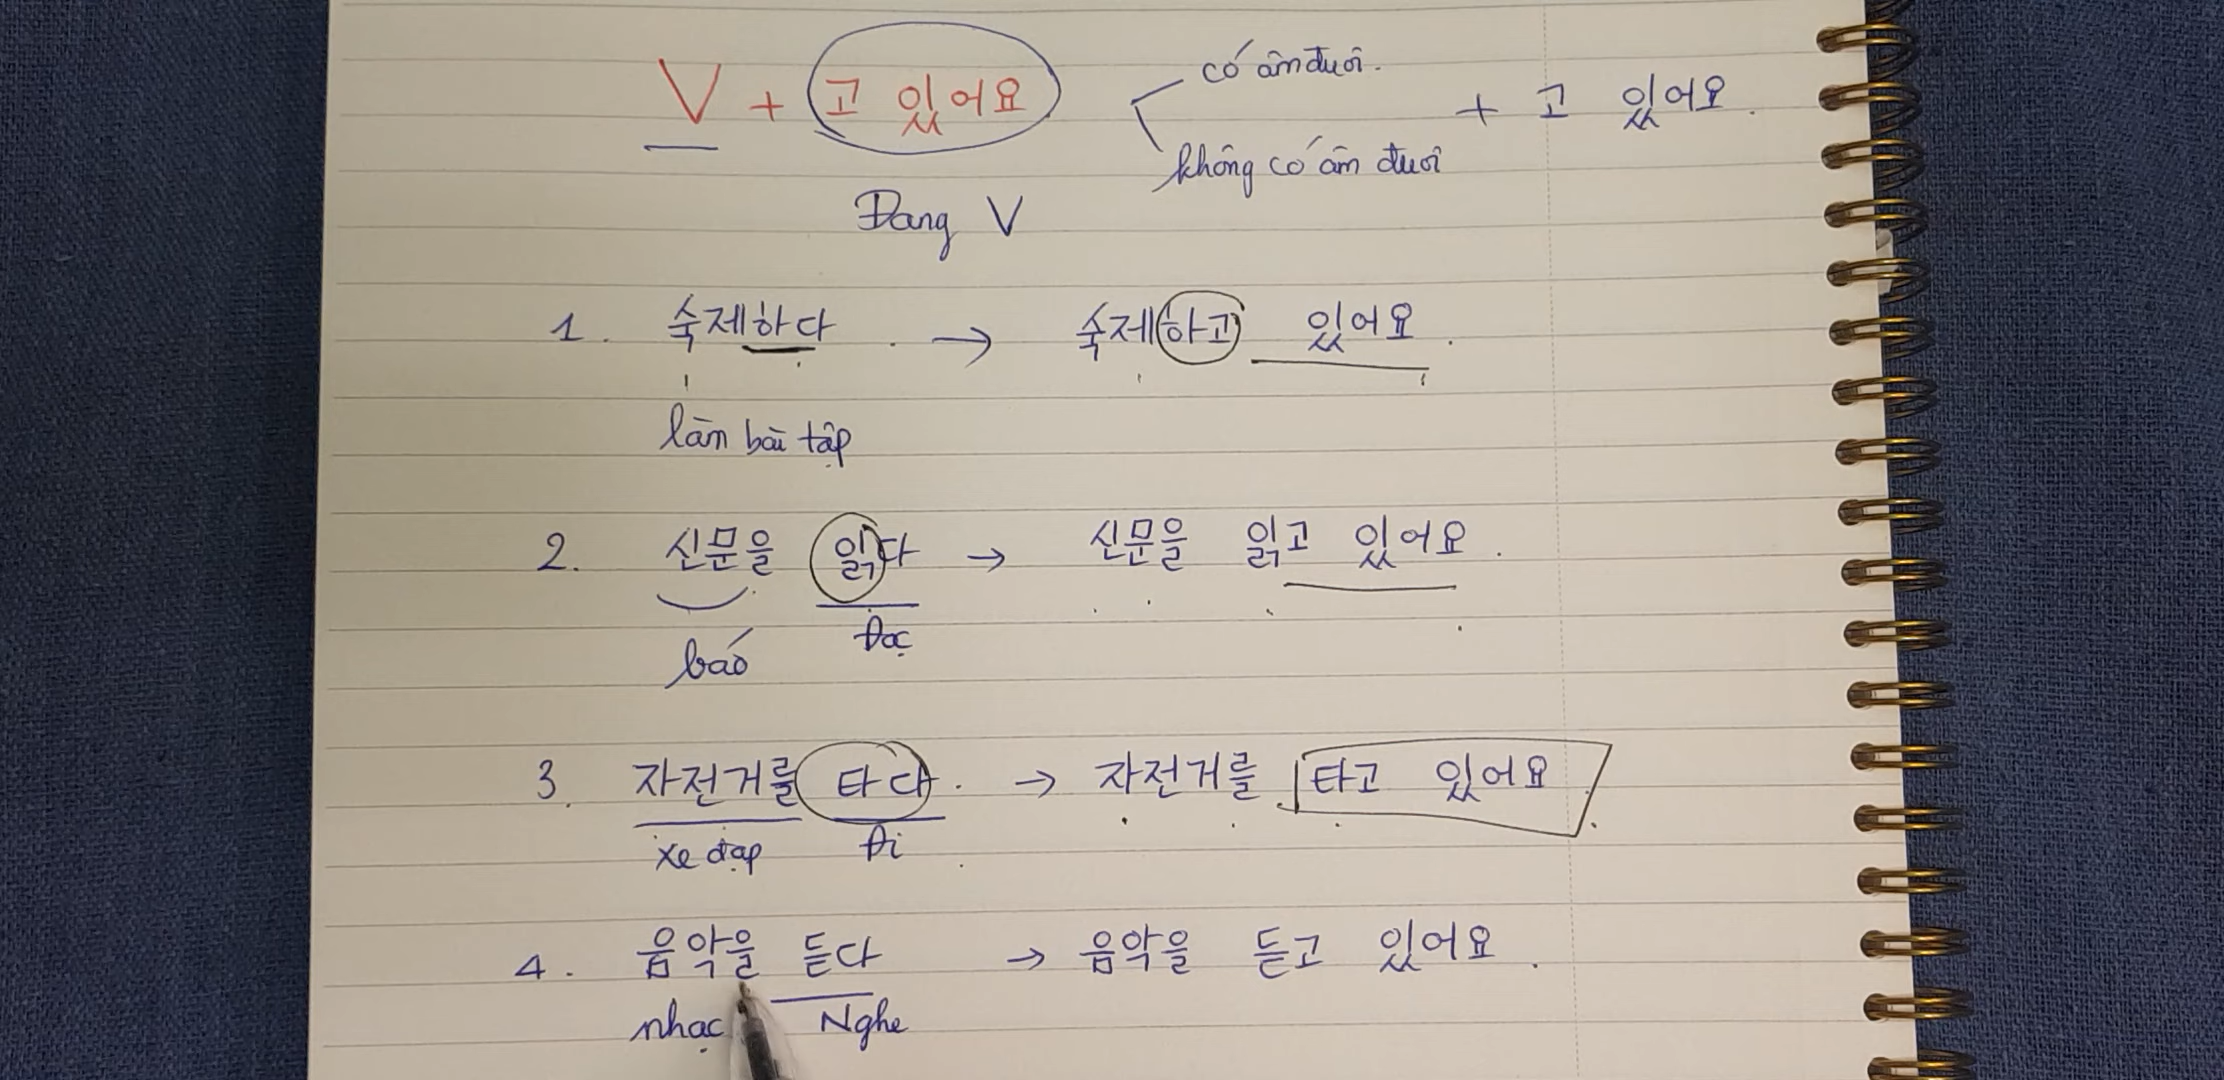 V + 고 있어요
có âm đuôi.
không có âm đuôi
+ 고 있어요.
Đang V
1. 숙제하다. → 숙제하고 있어요.
làm bài tập
2. 신문을 읽다 → 신문을 읽고 있어요.
báo Đọc
3. 자전거를 타다. → 자전거를 타고 있어요.
xe đạp Đi
4. 음악을 듣다 → 음악을 듣고 있어요.
nhạc Nghe